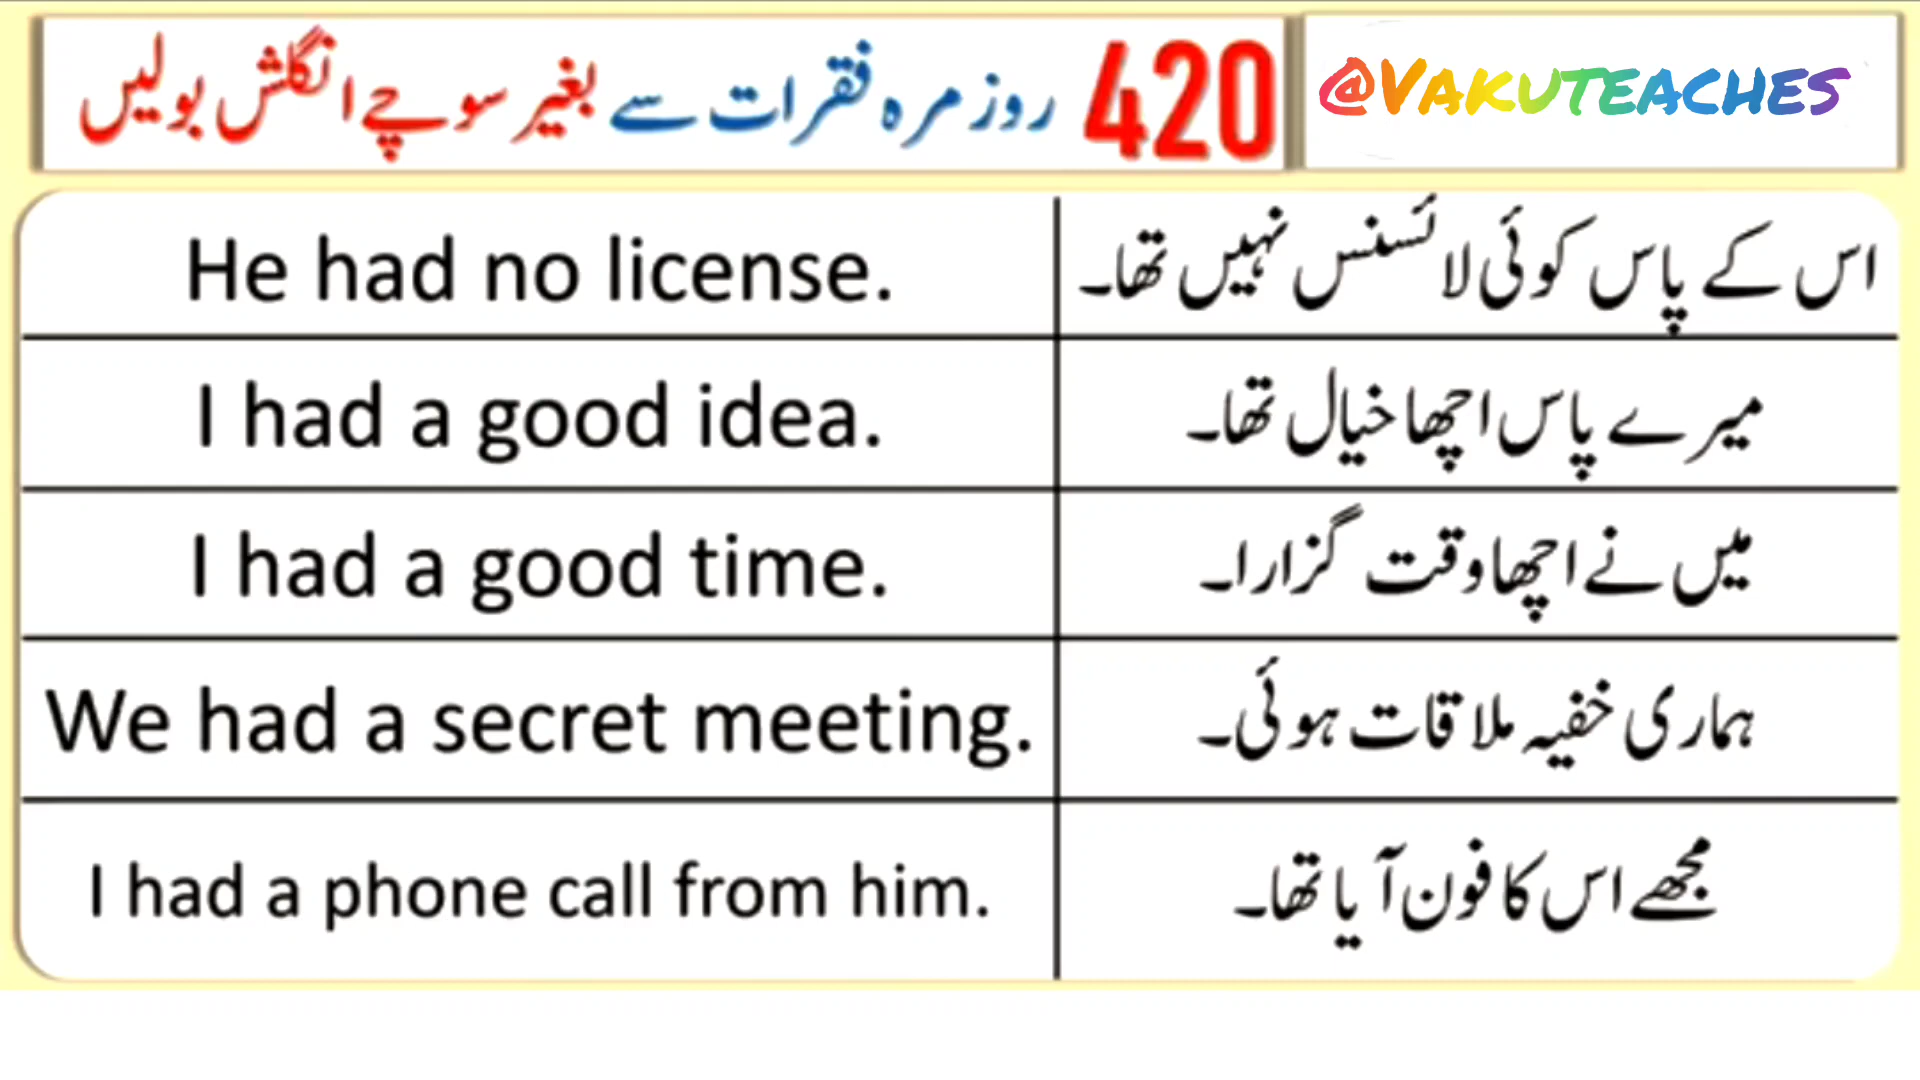 420 روزمرہ فقرات سے بغیر سوچے انگلش بولیں
@VAKUTEACHES
He had no license.
اس کے پاس کوئی لائسنس نہیں تھا۔
I had a good idea.
میرے پاس اچھا خیال تھا۔
I had a good time.
میں نے اچھا وقت گزارا۔
We had a secret meeting.
ہماری خفیہ ملاقات ہوئی۔
I had a phone call from him.
مجھے اس کا فون آیا تھا۔